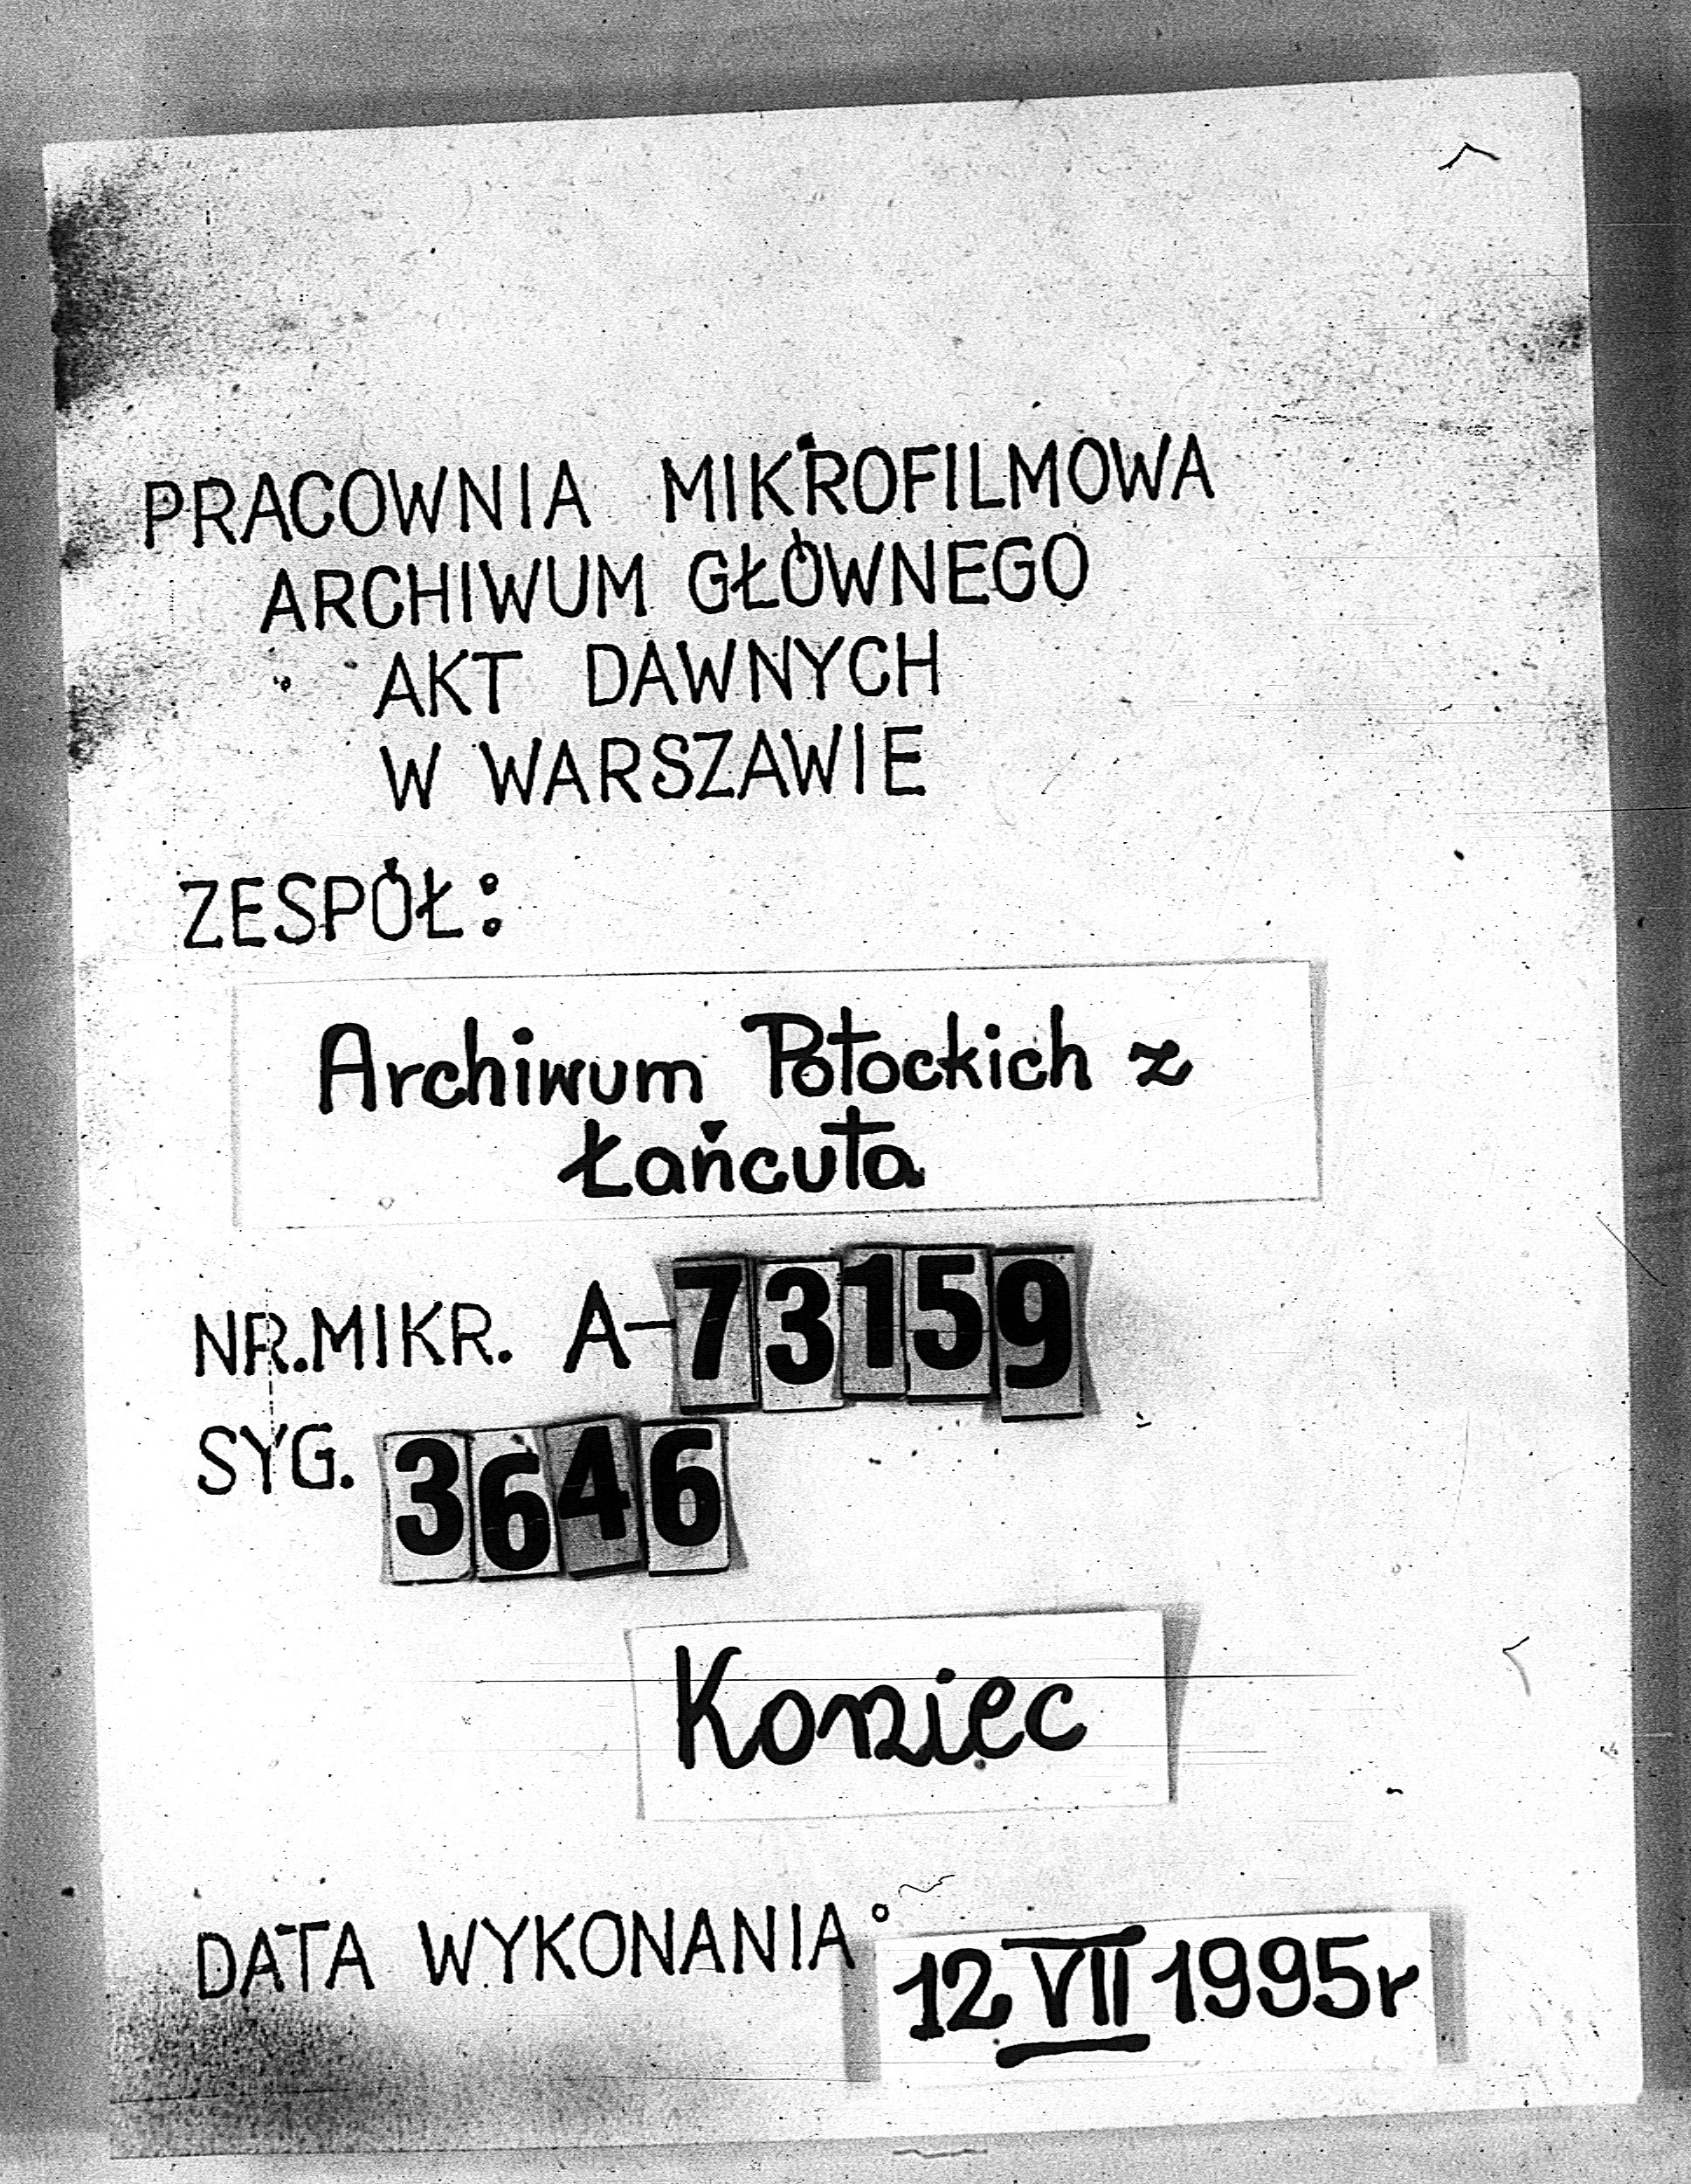 PRACOWNIA MIKROFILMOWA
ARCHIWUM GŁÓWNEGO
AKT DAWNYCH
W WARSZAWIE
ZESPÓŁ:
Archiwum Potockich z
Łańcuta
NR.MIKR. A-73159
SYG. 3646
Koniec
DATA WYKONANIA: 12 VII 1995r